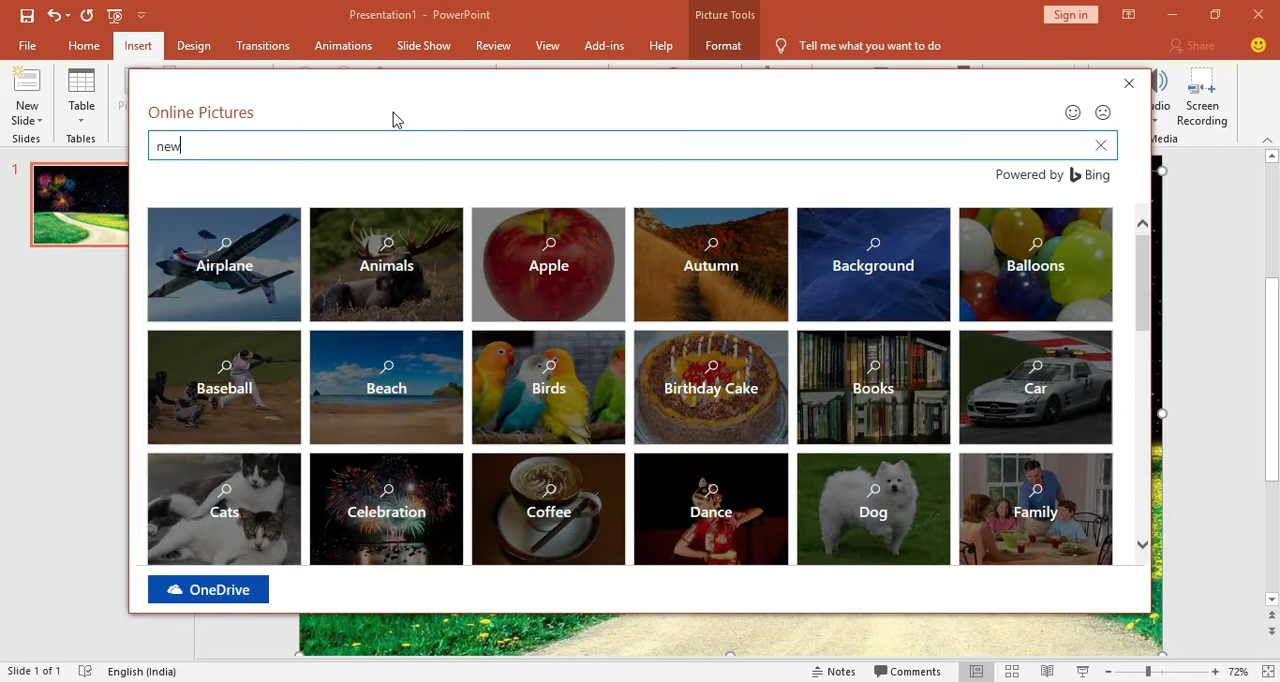 Presentation1 - PowerPoint
Picture Tools
Sign in
File Home Insert Design Transitions Animations Slide Show Review View Add-ins Help Format Tell me what you want to do Share
New Slide
Slides
Table
Tables
Screen Recording
Media
Online Pictures
new
Powered by Bing
Airplane Animals Apple Autumn Background Balloons
Baseball Beach Birds Birthday Cake Books Car
Cats Celebration Coffee Dance Dog Family
OneDrive
1
Slide 1 of 1 English (India) Notes Comments 72%